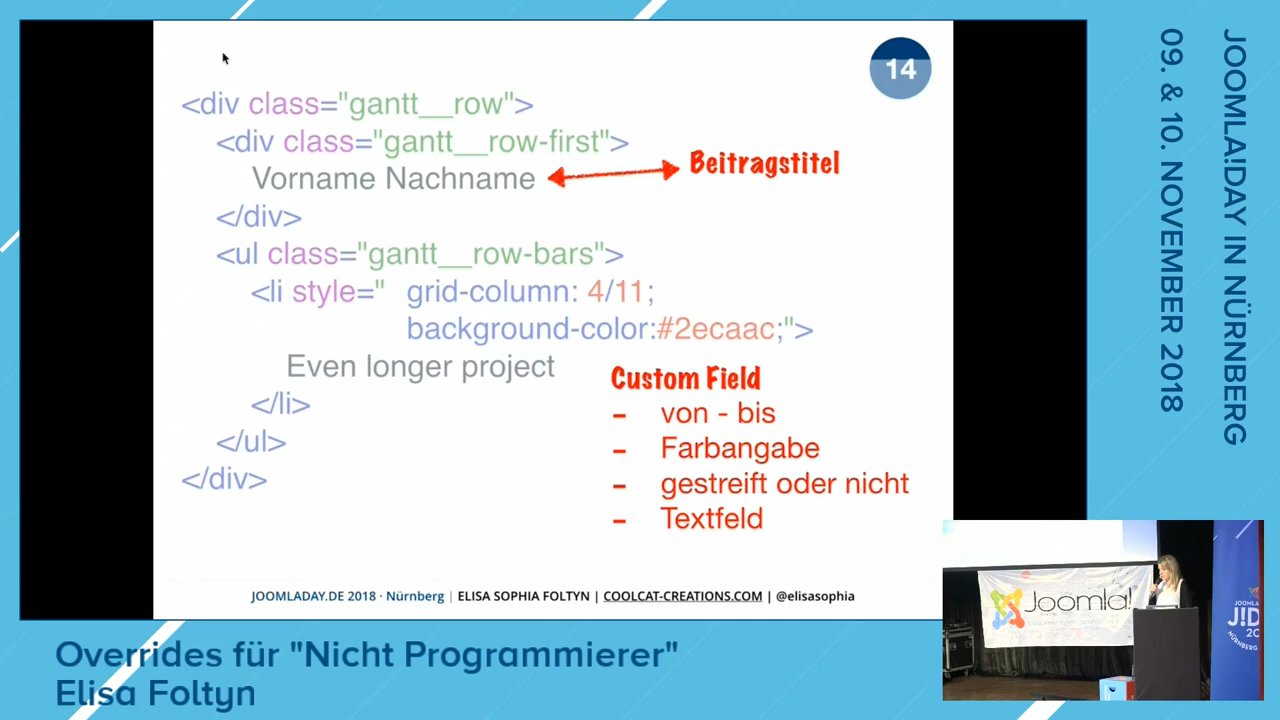 14
<div class="gantt__row">
<div class="gantt__row-first">
Vorname Nachname
Beitragstitel
</div>
<ul class="gantt__row-bars">
<li style=" grid-column: 4/11;
background-color:#2ecaac;">
Even longer project
</li>
</ul>
</div>
Custom Field
- von - bis
- Farbangabe
- gestreift oder nicht
- Textfeld
JOOMLADAY.DE 2018 · Nürnberg | ELISA SOPHIA FOLTYN | COOLCAT-CREATIONS.COM | @elisasophia
JOOMLA!DAY IN NÜRNBERG
09. & 10. NOVEMBER 2018
Joomla!
Overrides für "Nicht Programmierer"
Elisa Foltyn